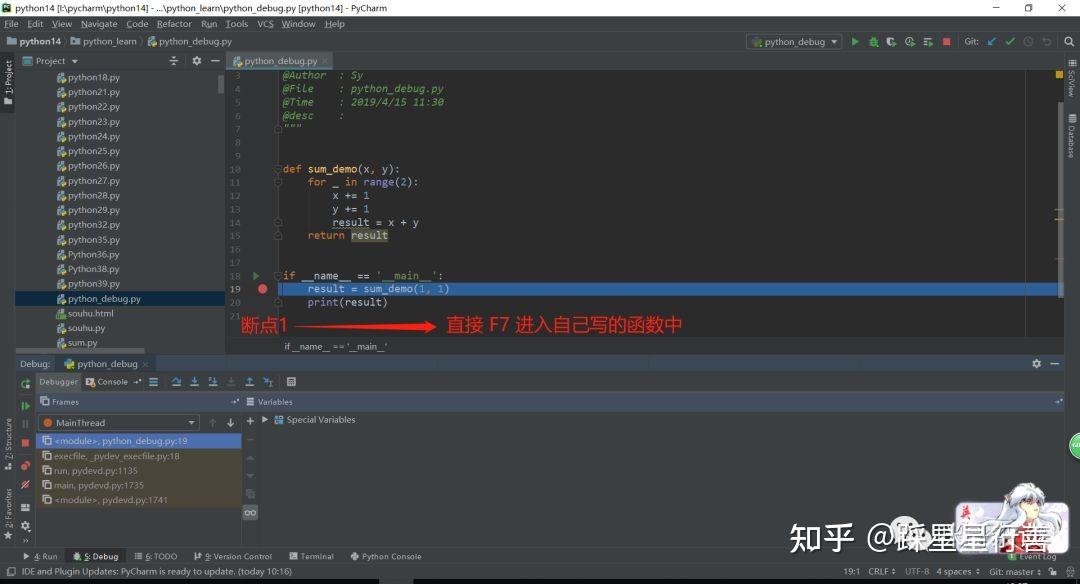 python14 [I:\pycharm\python14] - ...\python_learn\python_debug.py [python14] - PyCharm
File Edit View Navigate Code Refactor Run Tools VCS Window Help
python14 python_learn python_debug.py python_debug Git:
1: Project Project python_debug.py
python18.py
python21.py
python22.py
python23.py
python24.py
python25.py
python26.py
python27.py
python28.py
python29.py
python32.py
python35.py
Python36.py
Python38.py
python39.py
python_debug.py
souhu.html
souhu.py
sum.py
3 @Author : Sy
4 @File : python_debug.py
5 @Time : 2019/4/15 11:30
6 @desc :
7 """
8
9
10 def sum_demo(x, y):
11 for _ in range(2):
12 x += 1
13 y += 1
14 result = x + y
15 return result
16
17
18 if __name__ == '__main__':
19 result = sum_demo(1, 1)
20 print(result)
21
断点1 直接 F7 进入自己写的函数中
if __name__ == '__main__'
SciView
Database
Debug: python_debug
Debugger Console
Frames Variables
MainThread Special Variables
<module>, python_debug.py:19
execfile, _pydev_execfile.py:18
run, pydevd.py:1135
main, pydevd.py:1735
<module>, pydevd.py:1741
Z: Structure
2: Favorites
英
知乎 @踩星星行善
4: Run 5: Debug 6: TODO 9: Version Control Terminal Python Console Event Log
IDE and Plugin Updates: PyCharm is ready to update. (today 10:16) 19:1 CRLF UTF-8 4 spaces Git: master